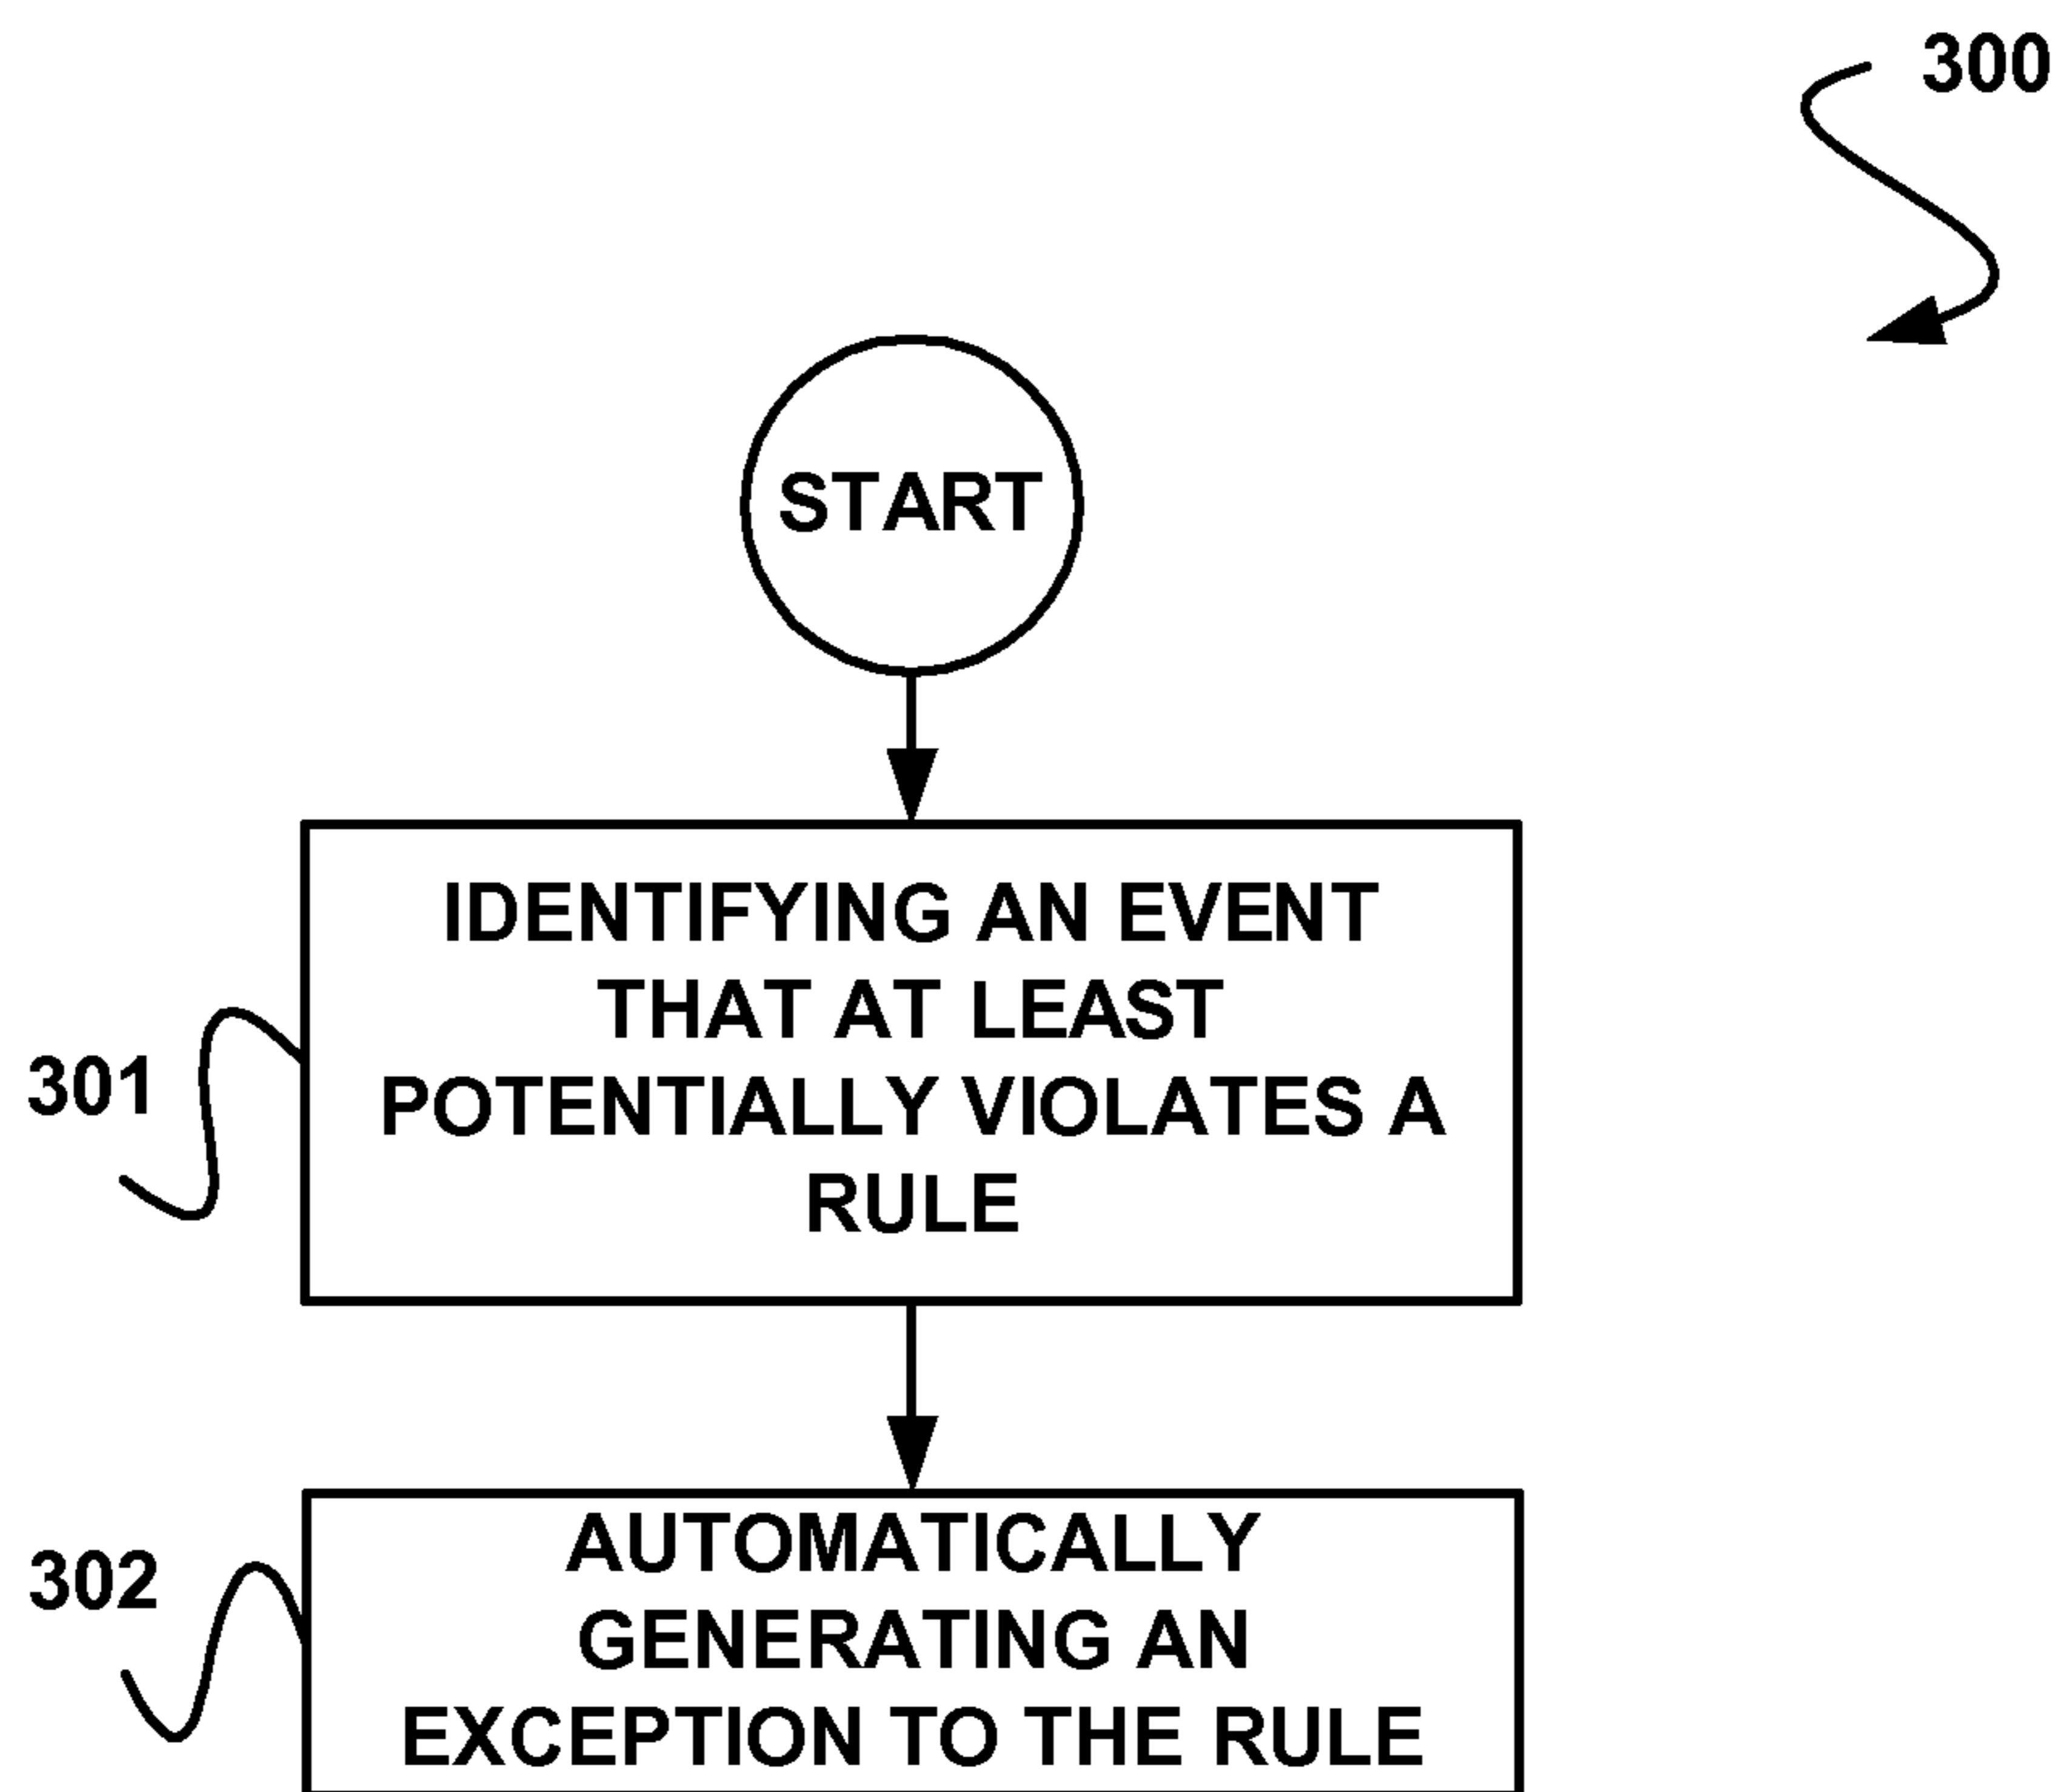 300
START
IDENTIFYING AN EVENT
THAT AT LEAST
POTENTIALLY VIOLATES A
RULE
301
AUTOMATICALLY
GENERATING AN
EXCEPTION TO THE RULE
302